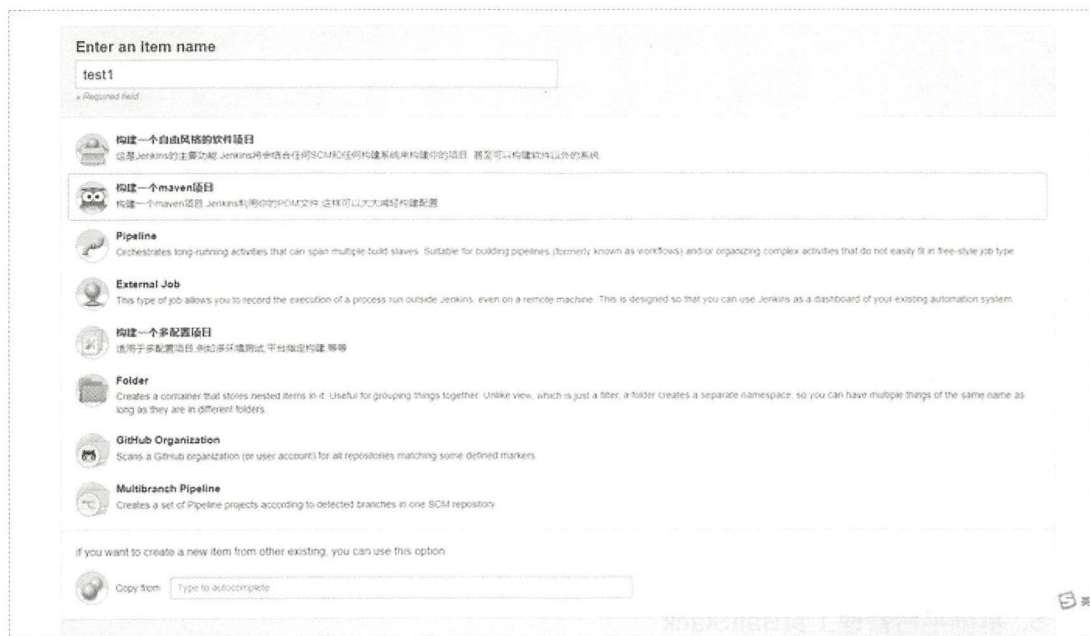 Enter an item name
test1
» Required field
构建一个自由风格的软件项目
这是Jenkins的主要功能.Jenkins将会结合任何SCM和任何构建系统来构建你的项目, 甚至可以构建软件以外的系统.
构建一个maven项目
构建一个maven项目.Jenkins利用你的POM文件,这样可以大大减轻构建配置.
Pipeline
Orchestrates long-running activities that can span multiple build slaves. Suitable for building pipelines (formerly known as workflows) and/or organizing complex activities that do not easily fit in free-style job type.
External Job
This type of job allows you to record the execution of a process run outside Jenkins, even on a remote machine. This is designed so that you can use Jenkins as a dashboard of your existing automation system.
构建一个多配置项目
适用于多配置项目,例如多环境测试,平台指定构建,等等.
Folder
Creates a container that stores nested items in it. Useful for grouping things together. Unlike view, which is just a filter, a folder creates a separate namespace, so you can have multiple things of the same name as
long as they are in different folders.
GitHub Organization
Scans a GitHub organization (or user account) for all repositories matching some defined markers.
Multibranch Pipeline
Creates a set of Pipeline projects according to detected branches in one SCM repository.
if you want to create a new item from other existing, you can use this option:
Copy from
Type to autocomplete
英